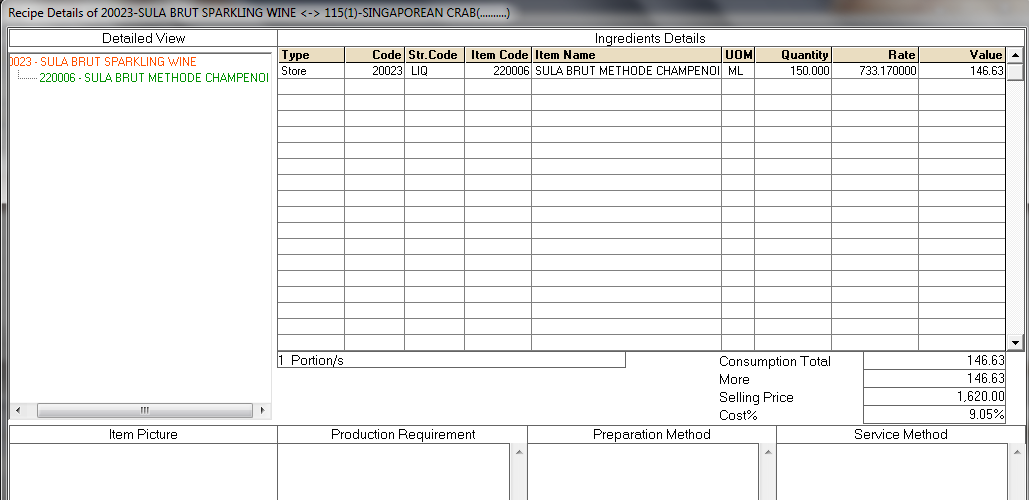 Recipe Details of 20023-SULA BRUT SPARKLING WINE <-> 115(1)-SINGAPOREAN CRAB(..........)
Detailed View
Ingredients Details
0023 - SULA BRUT SPARKLING WINE
220006 - SULA BRUT METHODE CHAMPENOI
Type Code Str.Code Item Code Item Name UOM Quantity Rate Value
Store 20023 LIQ 220006 SULA BRUT METHODE CHAMPENOI ML 150.000 733.170000 146.63
1 Portion/s
Consumption Total 146.63
More 146.63
Selling Price 1,620.00
Cost% 9.05%
Item Picture Production Requirement Preparation Method Service Method